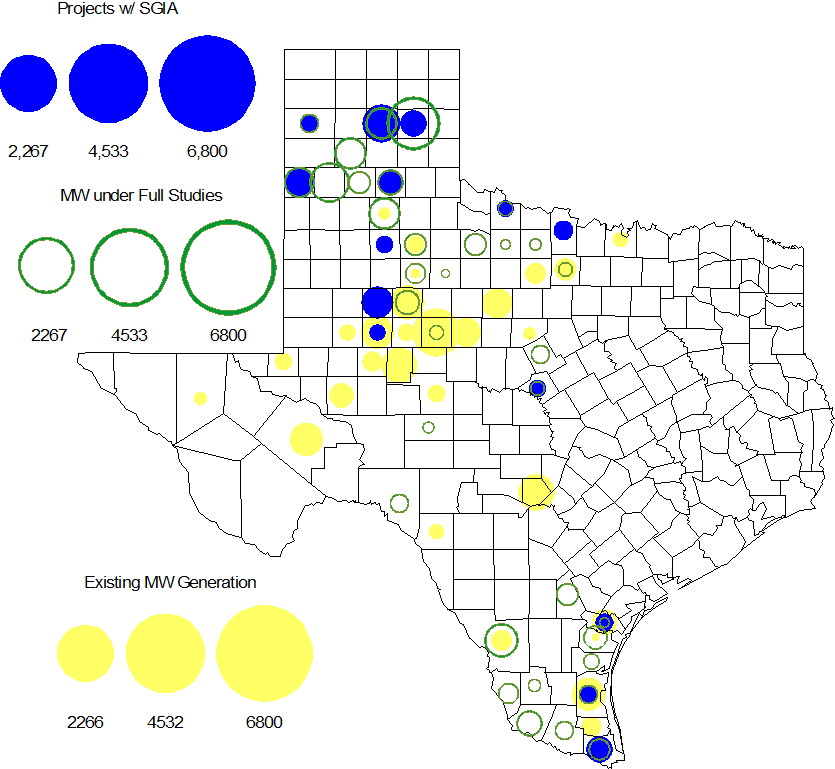 Projects w/ SGIA
2,267 4,533 6,800
MW under Full Studies
2267 4533 6800
Existing MW Generation
2266 4532 6800